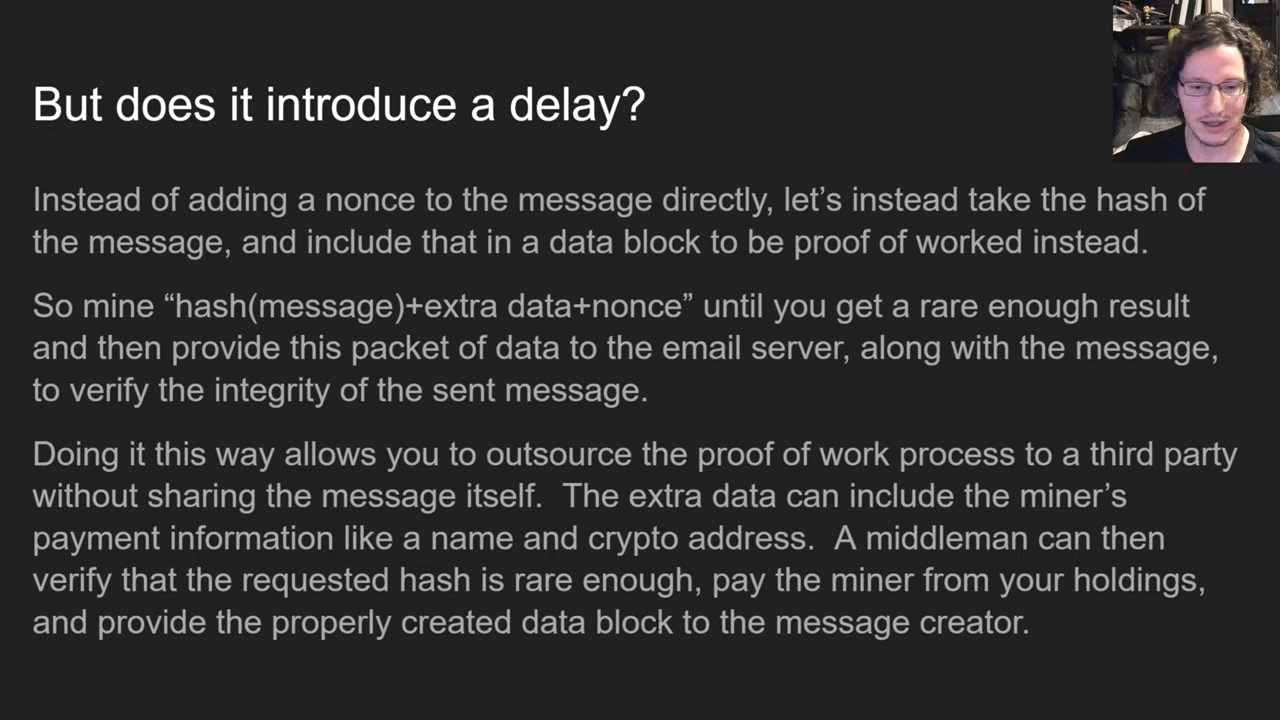 But does it introduce a delay?
Instead of adding a nonce to the message directly, let’s instead take the hash of
the message, and include that in a data block to be proof of worked instead.
So mine “hash(message)+extra data+nonce” until you get a rare enough result
and then provide this packet of data to the email server, along with the message,
to verify the integrity of the sent message.
Doing it this way allows you to outsource the proof of work process to a third party
without sharing the message itself.  The extra data can include the miner’s
payment information like a name and crypto address.  A middleman can then
verify that the requested hash is rare enough, pay the miner from your holdings,
and provide the properly created data block to the message creator.